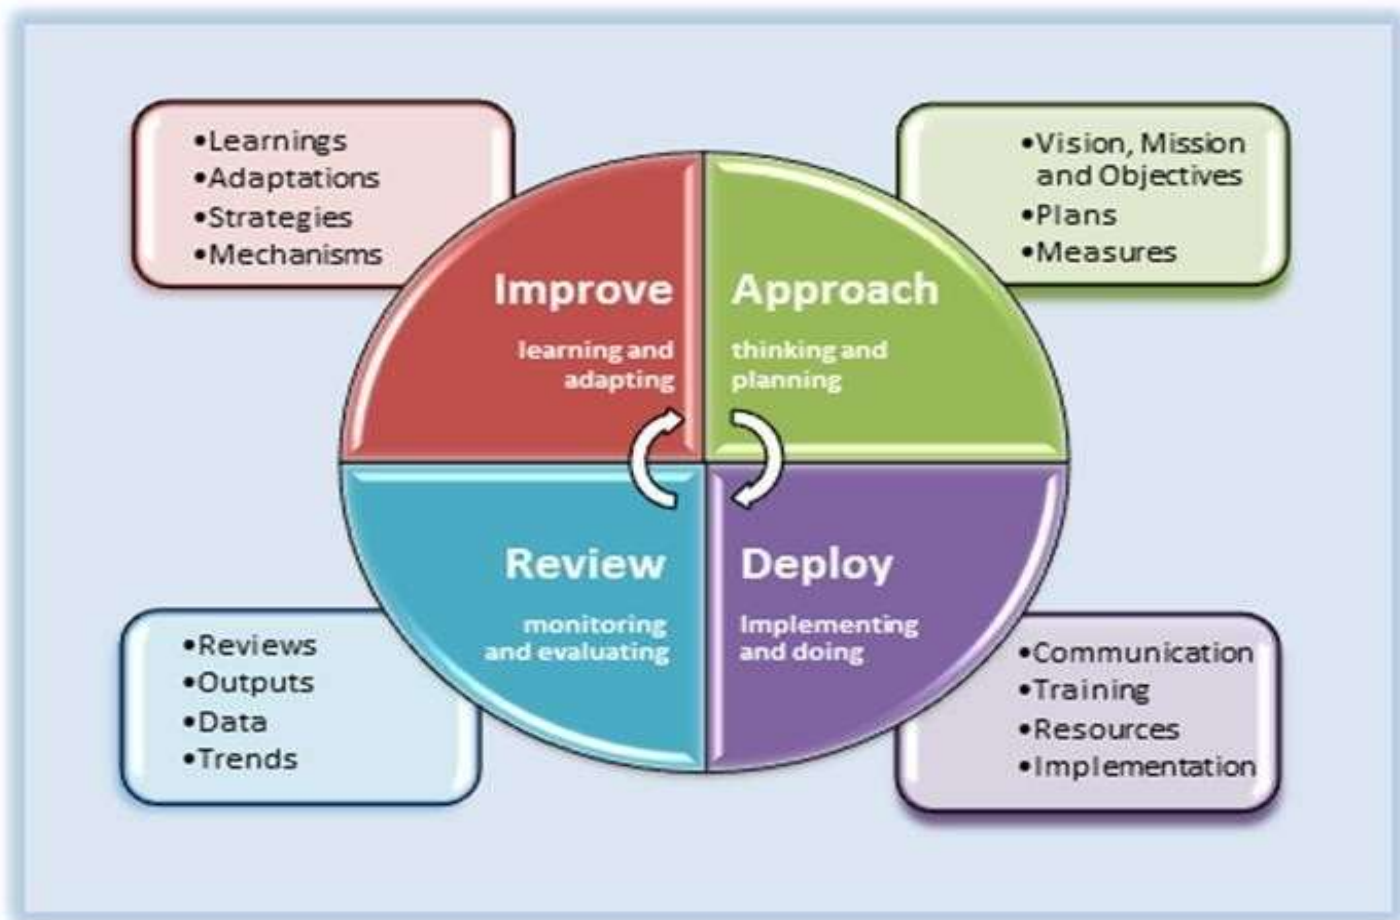 •Learnings
•Adaptations
•Strategies
•Mechanisms
•Vision, Mission
and Objectives
•Plans
•Measures
Improve
learning and
adapting
Approach
thinking and
planning
Review
monitoring
and evaluating
Deploy
Implementing
and doing
•Reviews
•Outputs
•Data
•Trends
•Communication
•Training
•Resources
•Implementation